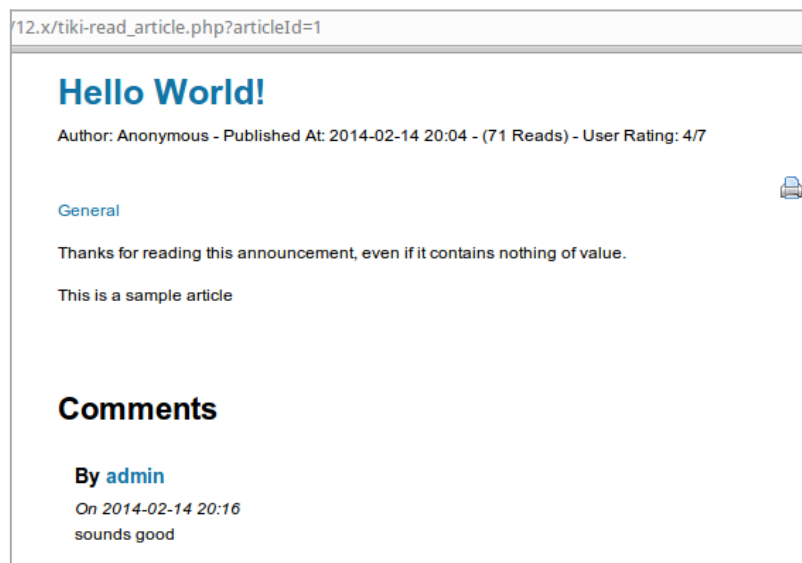 /12.x/tiki-read_article.php?articleId=1
Hello World!
Author: Anonymous - Published At: 2014-02-14 20:04 - (71 Reads) - User Rating: 4/7
General
Thanks for reading this announcement, even if it contains nothing of value.
This is a sample article
Comments
By admin
On 2014-02-14 20:16
sounds good